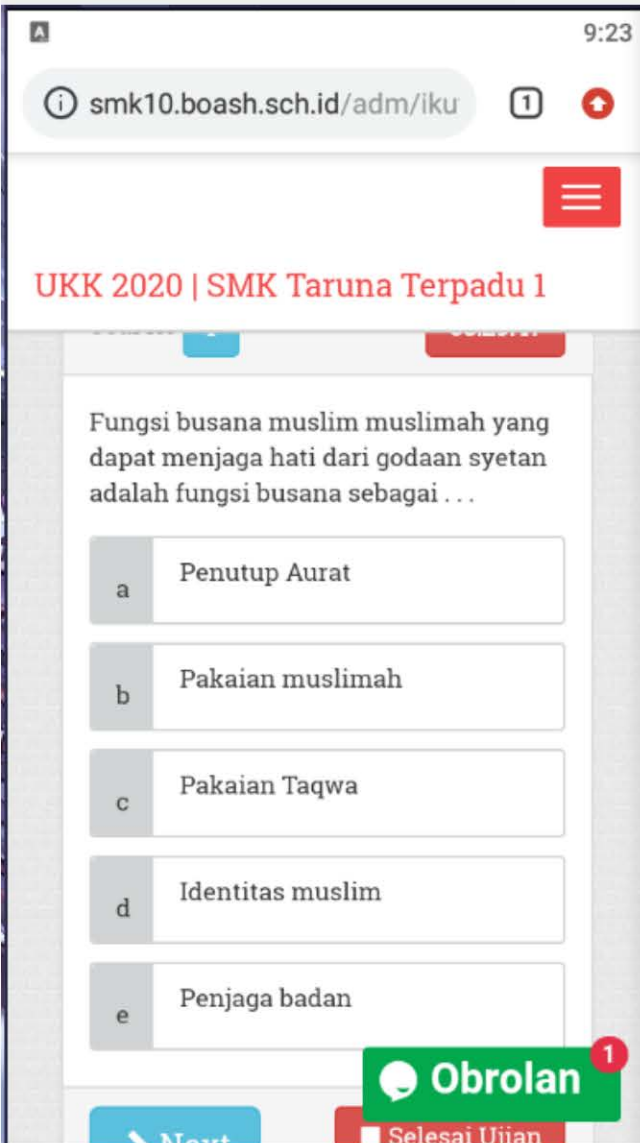 A
9:23
smk10.boash.sch.id/adm/iku
1
UKK 2020 | SMK Taruna Terpadu 1
Fungsi busana muslim muslimah yang
dapat menjaga hati dari godaan syetan
adalah fungsi busana sebagai . . .
a Penutup Aurat
b Pakaian muslimah
c Pakaian Taqwa
d Identitas muslim
e Penjaga badan
Obrolan 1
Next Selesai Ujian